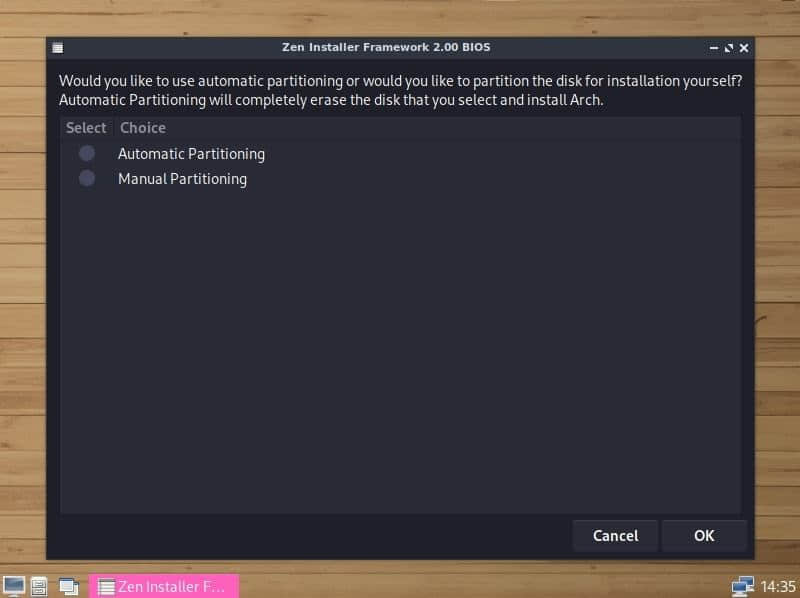 Zen Installer Framework 2.00 BIOS
Would you like to use automatic partitioning or would you like to partition the disk for installation yourself?
Automatic Partitioning will completely erase the disk that you select and install Arch.
Select Choice
Automatic Partitioning
Manual Partitioning
Cancel OK
Zen Installer F... 14:35